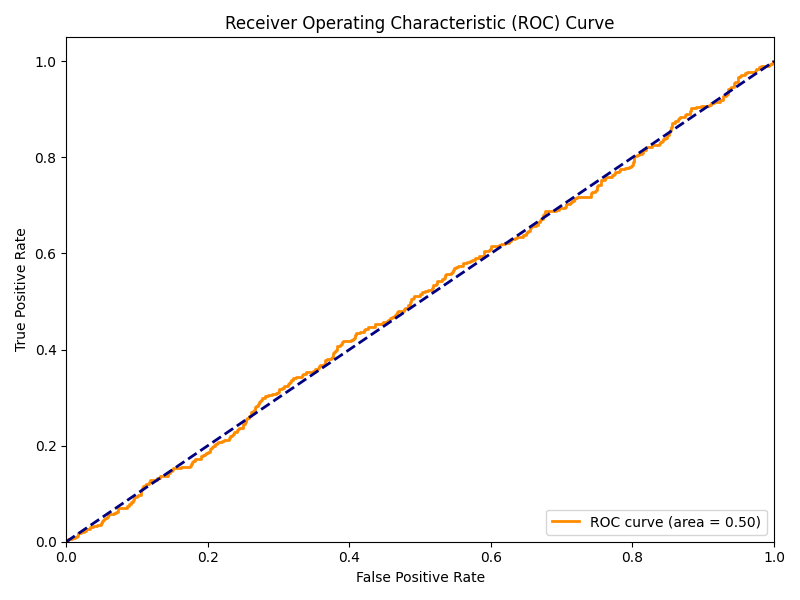 Receiver Operating Characteristic (ROC) Curve
1.0
0.8
0.6
0.4
0.2
0.0
True Positive Rate
ROC curve (area = 0.50)
0.0 0.2 0.4 0.6 0.8 1.0
False Positive Rate